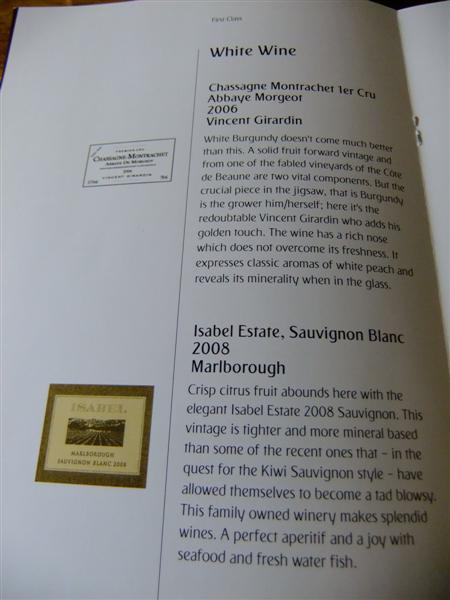 First Class
White Wine
Chassagne Montrachet 1er Cru
Abbaye Morgeot
2006
Vincent Girardin
White Burgundy doesn't come much better
than this. A solid fruit forward vintage and
from one of the fabled vineyards of the Côte
de Beaune are two vital components. But the
crucial piece in the jigsaw, that is Burgundy
is the grower him/herself; here it's the
redoubtable Vincent Girardin who adds his
golden touch. The wine has a rich nose
which does not overcome its freshness. It
expresses classic aromas of white peach and
reveals its minerality when in the glass.
PREMIER CRU
CHASSAGNE-MONTRACHET
ABBAYE DE MORGEOT
2006
VINCENT GIRARDIN
Isabel Estate, Sauvignon Blanc
2008
Marlborough
Crisp citrus fruit abounds here with the
elegant Isabel Estate 2008 Sauvignon. This
vintage is tighter and more mineral based
than some of the recent ones that – in the
quest for the Kiwi Sauvignon style – have
allowed themselves to become a tad blowsy.
This family owned winery makes splendid
wines. A perfect aperitif and a joy with
seafood and fresh water fish.
ISABEL
MARLBOROUGH
SAUVIGNON BLANC 2008